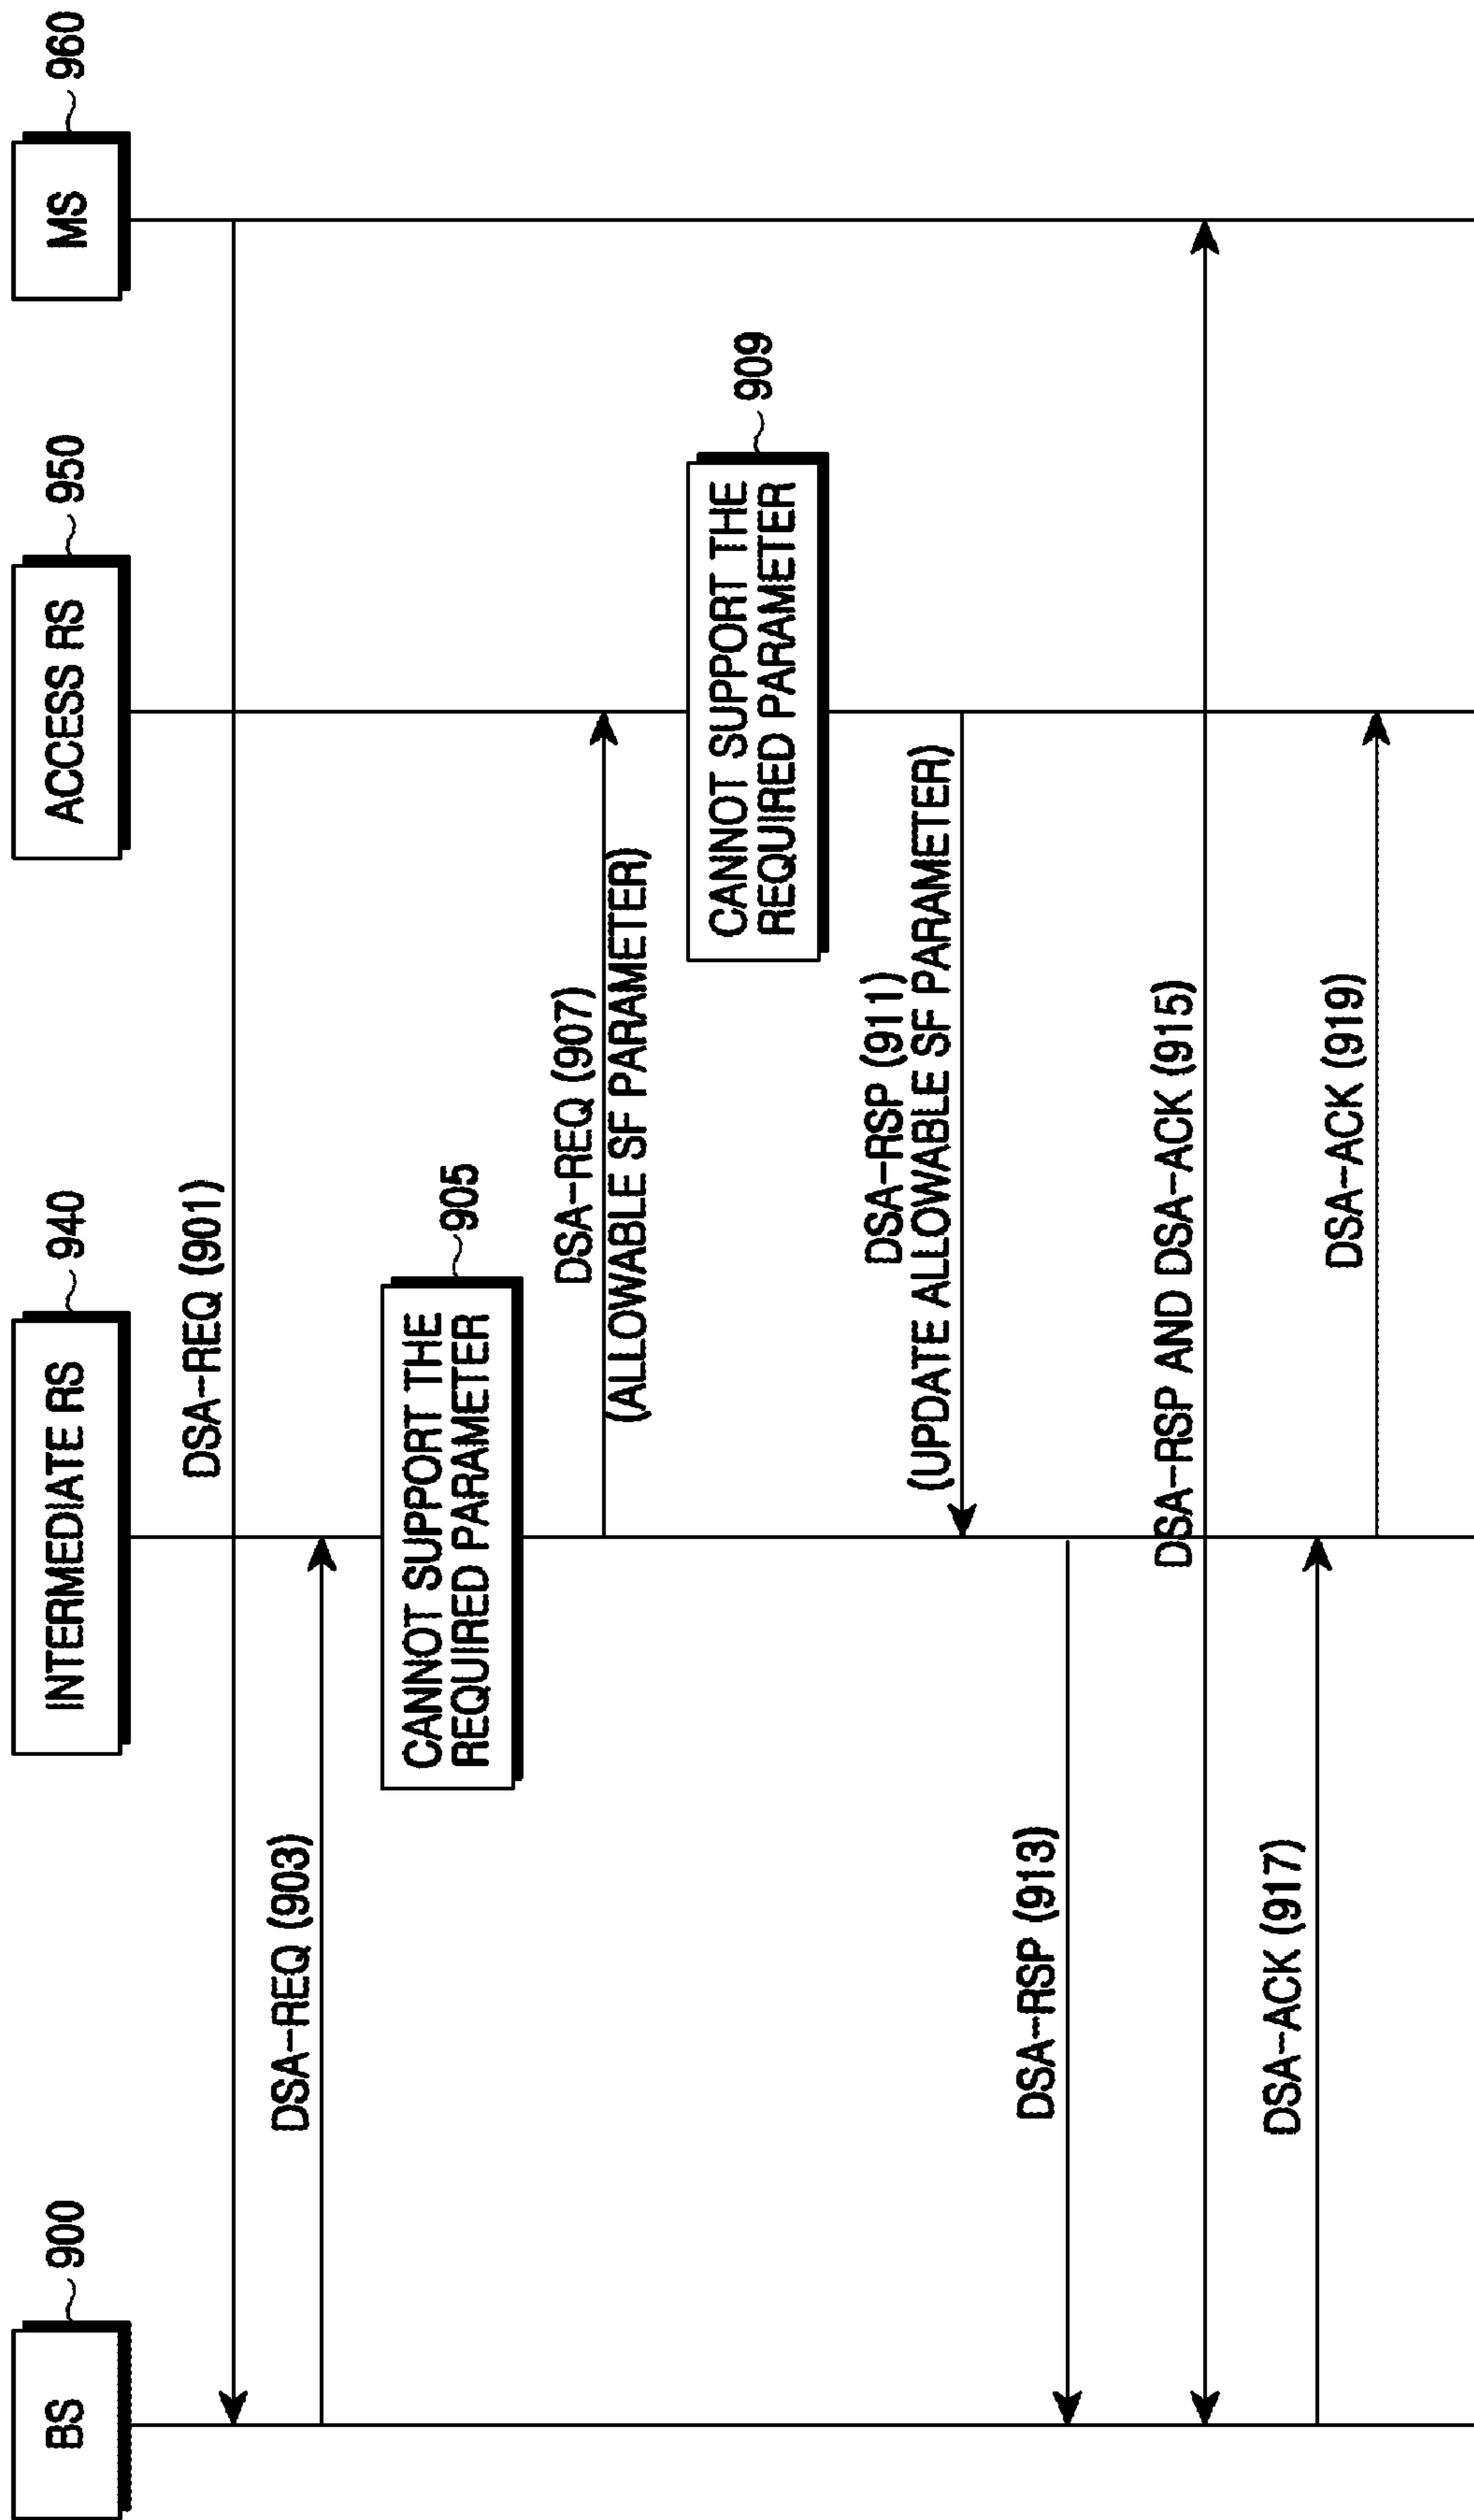 BS
900
INTERMEDIATE RS
940
ACCESS RS
950
MS
960
DSA-REQ (901)
DSA-REQ (903)
CANNOT SUPPORT THE
REQUIRED PARAMETER
905
DSA-REQ (907)
(ALLOWABLE SF PARAMETER)
CANNOT SUPPORT THE
REQUIRED PARAMETER
909
DSA-RSP (911)
(UPDATE ALLOWABLE SF PARAMETER)
DSA-RSP (913)
DSA-RSP AND DSA-ACK (915)
DSA-ACK (917)
DSA-ACK (919)